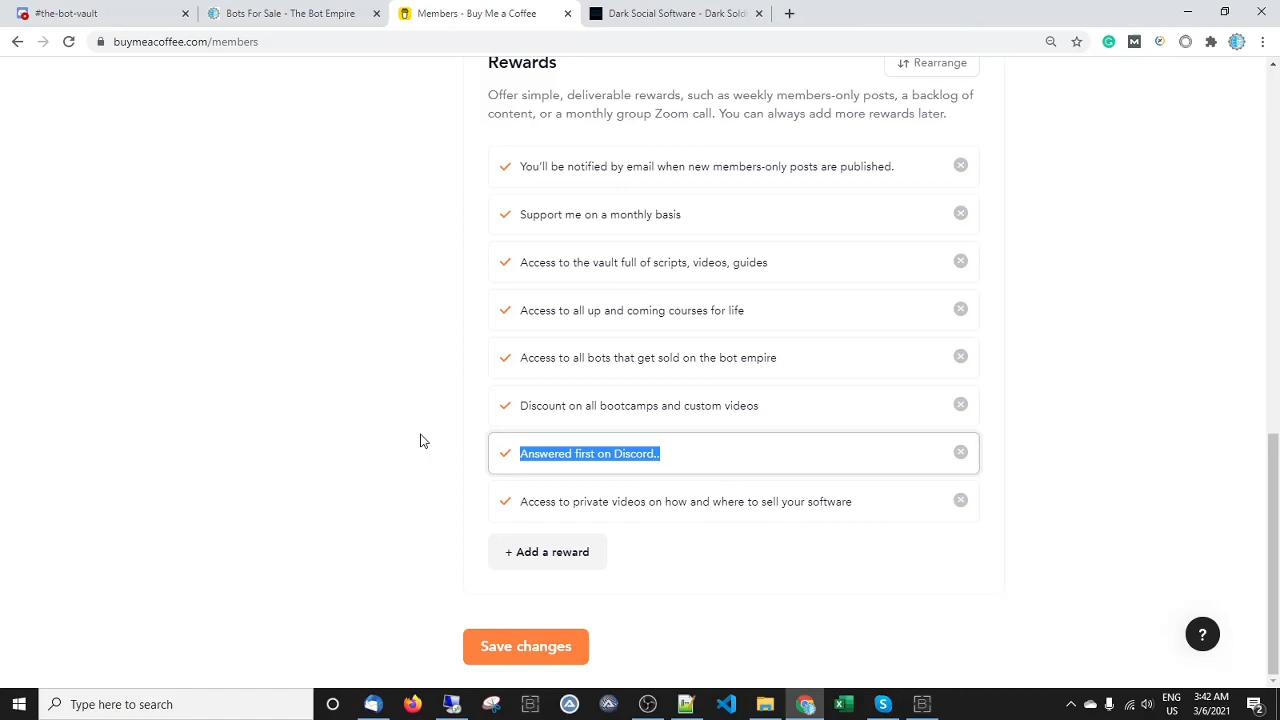 #the-bot-vault
Bots For Sale - The Bot Empire
Members - Buy Me a Coffee
Dark Social Software - Dark Sold
buymeacoffee.com/members
Rewards
Rearrange
Offer simple, deliverable rewards, such as weekly members-only posts, a backlog of
content, or a monthly group Zoom call. You can always add more rewards later.
You'll be notified by email when new members-only posts are published.
Support me on a monthly basis
Access to the vault full of scripts, videos, guides
Access to all up and coming courses for life
Access to all bots that get sold on the bot empire
Discount on all bootcamps and custom videos
Answered first on Discord..
Access to private videos on how and where to sell your software
+ Add a reward
Save changes
?
Type here to search
ENG
US
3:42 AM
3/6/2021
2